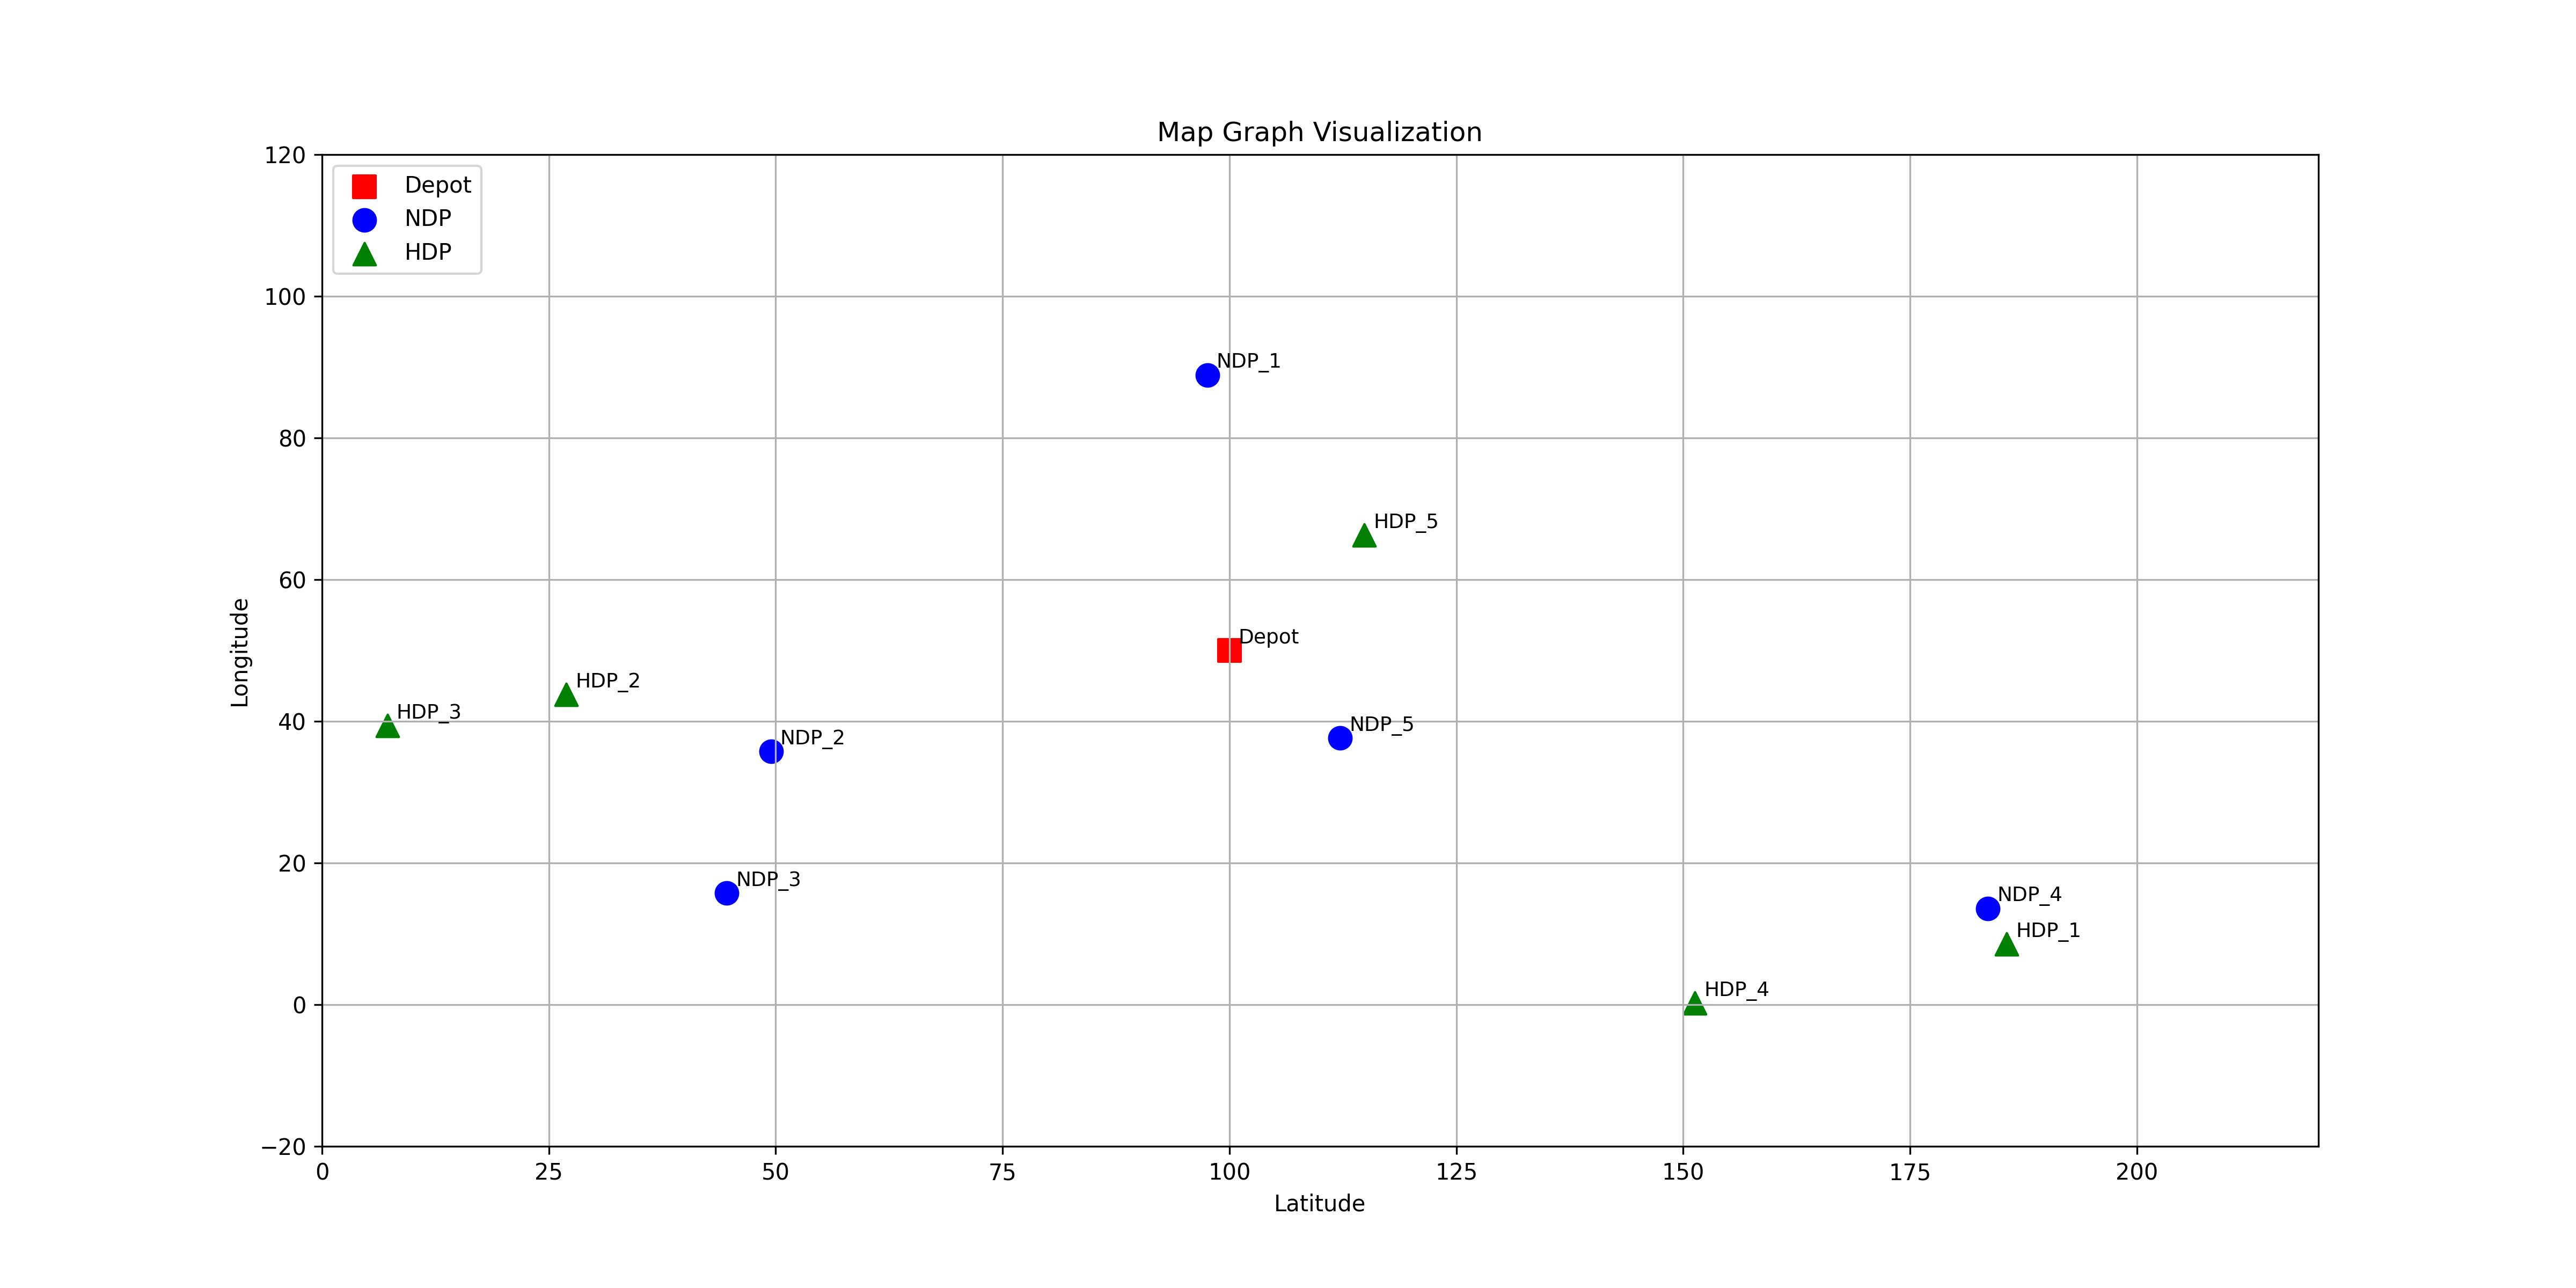 Map Graph Visualization
120
100
80
60
40
20
0
−20
Longitude
Depot
NDP
HDP
NDP_1
HDP_5
Depot
HDP_2
HDP_3
NDP_5
NDP_2
NDP_3
NDP_4
HDP_1
HDP_4
0 25 50 75 100 125 150 175 200
Latitude